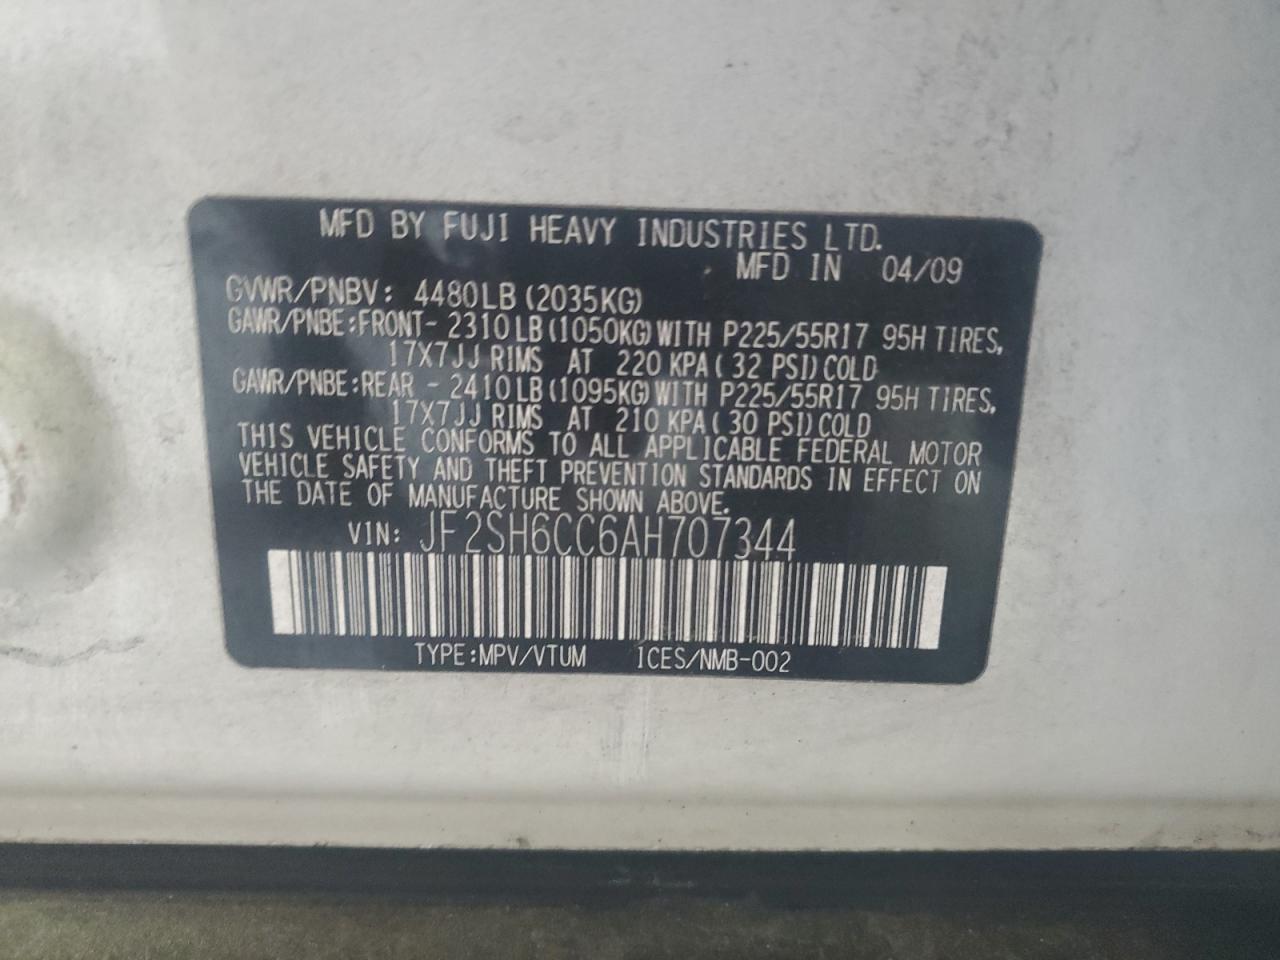 MFD BY FUJI HEAVY INDUSTRIES LTD.
MFD IN 04/09
GVWR/PNBV: 4480LB(2035KG)
GAWR/PNBE:FRONT- 2310LB(1050KG)WITH P225/55R17 95H TIRES,
17X7JJ RIMS AT 220 KPA( 32 PSI)COLD
GAWR/PNBE:REAR - 2410LB(1095KG)WITH P225/55R17 95H TIRES,
17X7JJ RIMS AT 210 KPA( 30 PSI)COLD
THIS VEHICLE CONFORMS TO ALL APPLICABLE FEDERAL MOTOR
VEHICLE SAFETY AND THEFT PREVENTION STANDARDS IN EFFECT ON
THE DATE OF MANUFACTURE SHOWN ABOVE.
VIN: JF2SH6CC6AH707344
TYPE:MPV/VTUM ICES/NMB-002